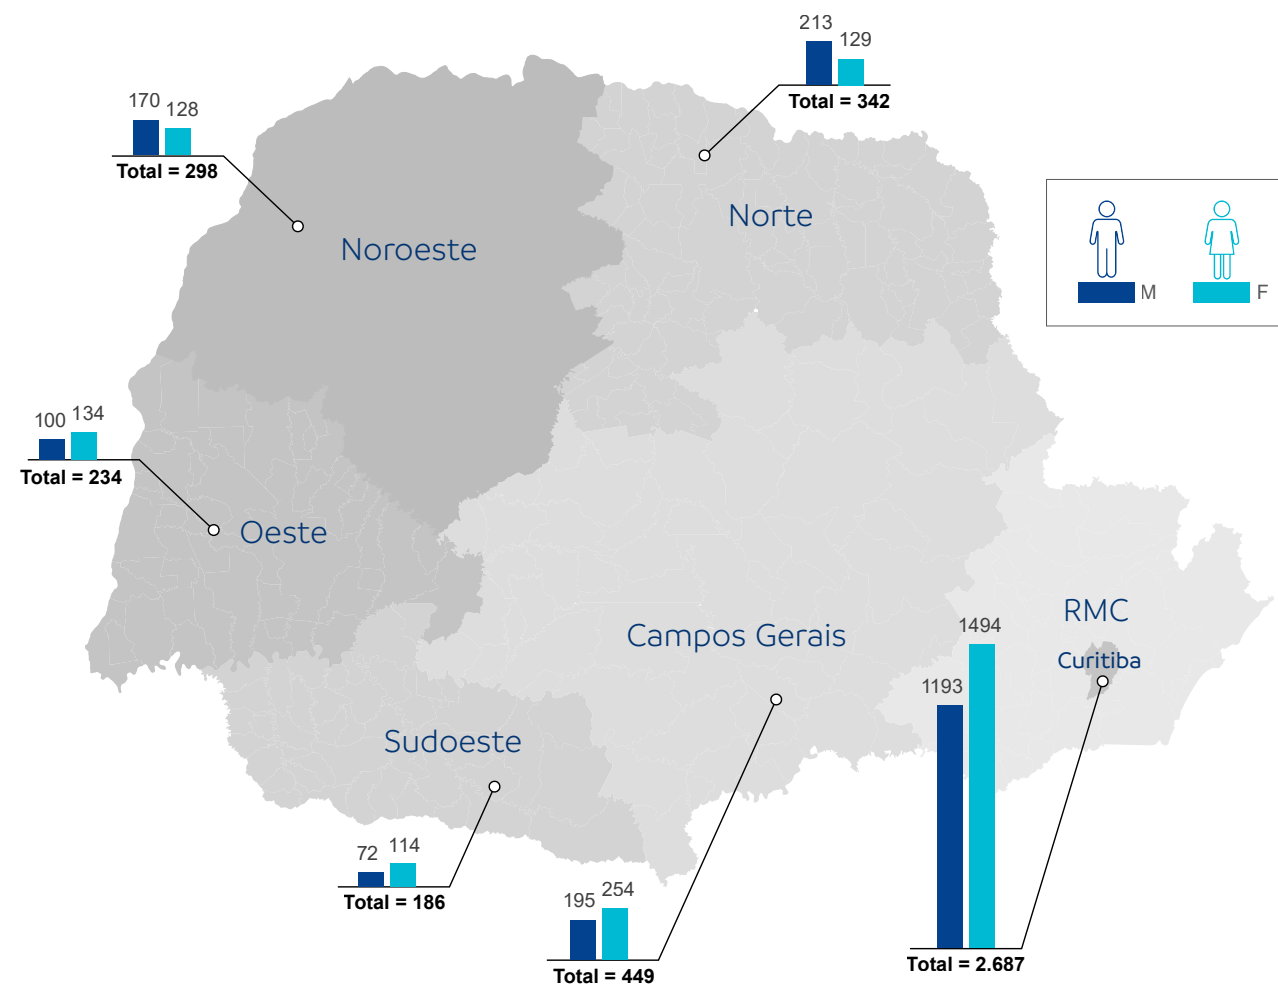 213
129
Total = 342
170
128
Total = 298
Norte
Noroeste
M
F
100
134
Total = 234
Oeste
RMC
Curitiba
Campos Gerais
1494
1193
Total = 2.687
Sudoeste
72
114
Total = 186
195
254
Total = 449